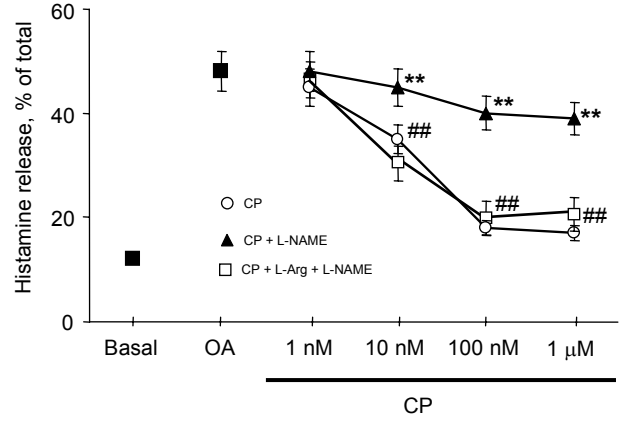 60
40
20
0
Histamine release, % of total
**
**
**
##
##
##
CP
CP + L-NAME
CP + L-Arg + L-NAME
Basal OA 1 nM 10 nM 100 nM 1 μM
CP